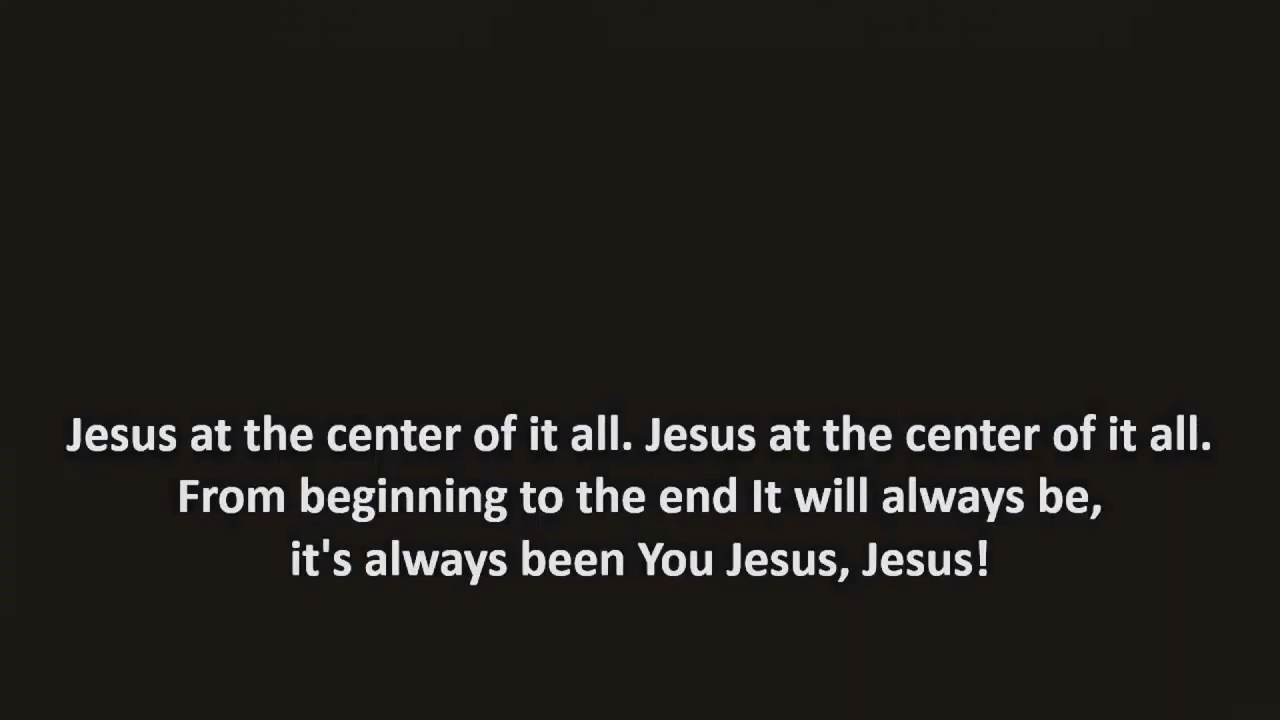 Jesus at the center of it all. Jesus at the center of it all.
From beginning to the end It will always be,
it's always been You Jesus, Jesus!